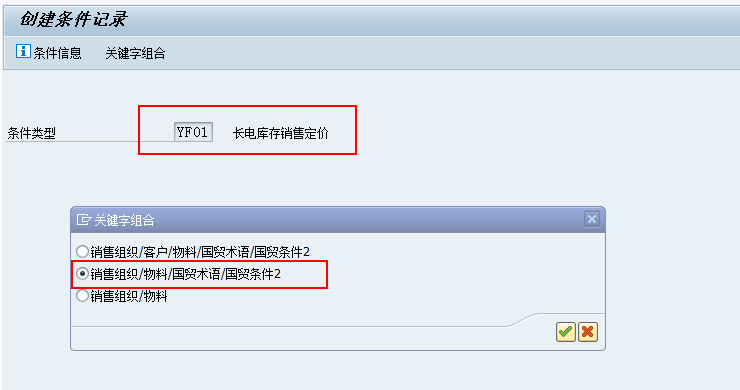 创建条件记录
条件信息 关键字组合
条件类型 YF01 长电库存销售定价
关键字组合
销售组织/客户/物料/国贸术语/国贸条件2
销售组织/物料/国贸术语/国贸条件2
销售组织/物料